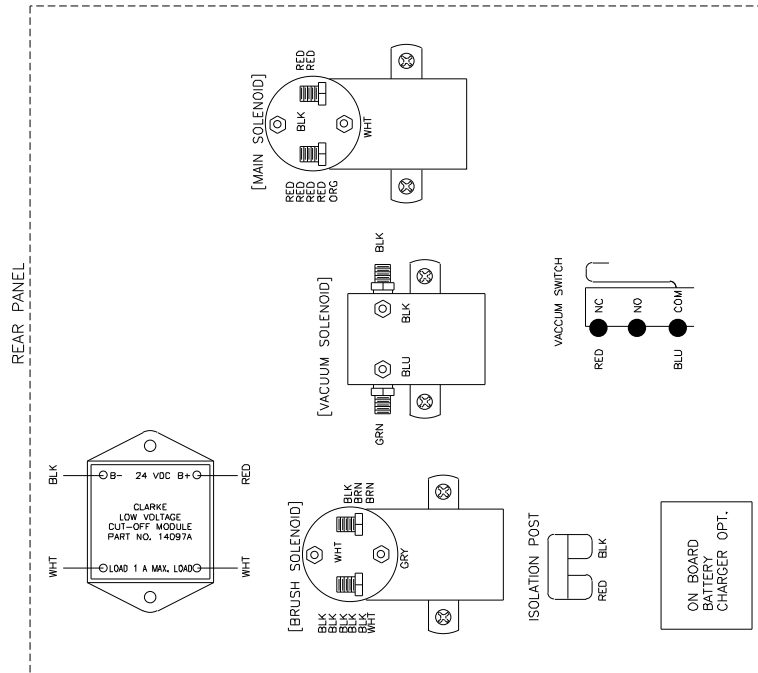 REAR PANEL
[MAIN SOLENOID]
RED
RED
BLK
WHT
RED
RED
RED
RED
ORG
[VACUUM SOLENOID]
BLK
BLK
BLU
GRN
VACCUM SWITCH
NC
NO
COM
RED
BLU
BLK
B- 24 VDC B+
RED
CLARKE
LOW VOLTAGE
CUT-OFF MODULE
PART NO. 14097A
WHT
LOAD 1 A MAX. LOAD
WHT
[BRUSH SOLENOID]
BLK
BRN
BRN
WHT
GRY
BLK
BLK
BLK
BLK
BLK
WHT
ISOLATION POST
RED
BLK
ON BOARD
BATTERY
CHARGER OPT.